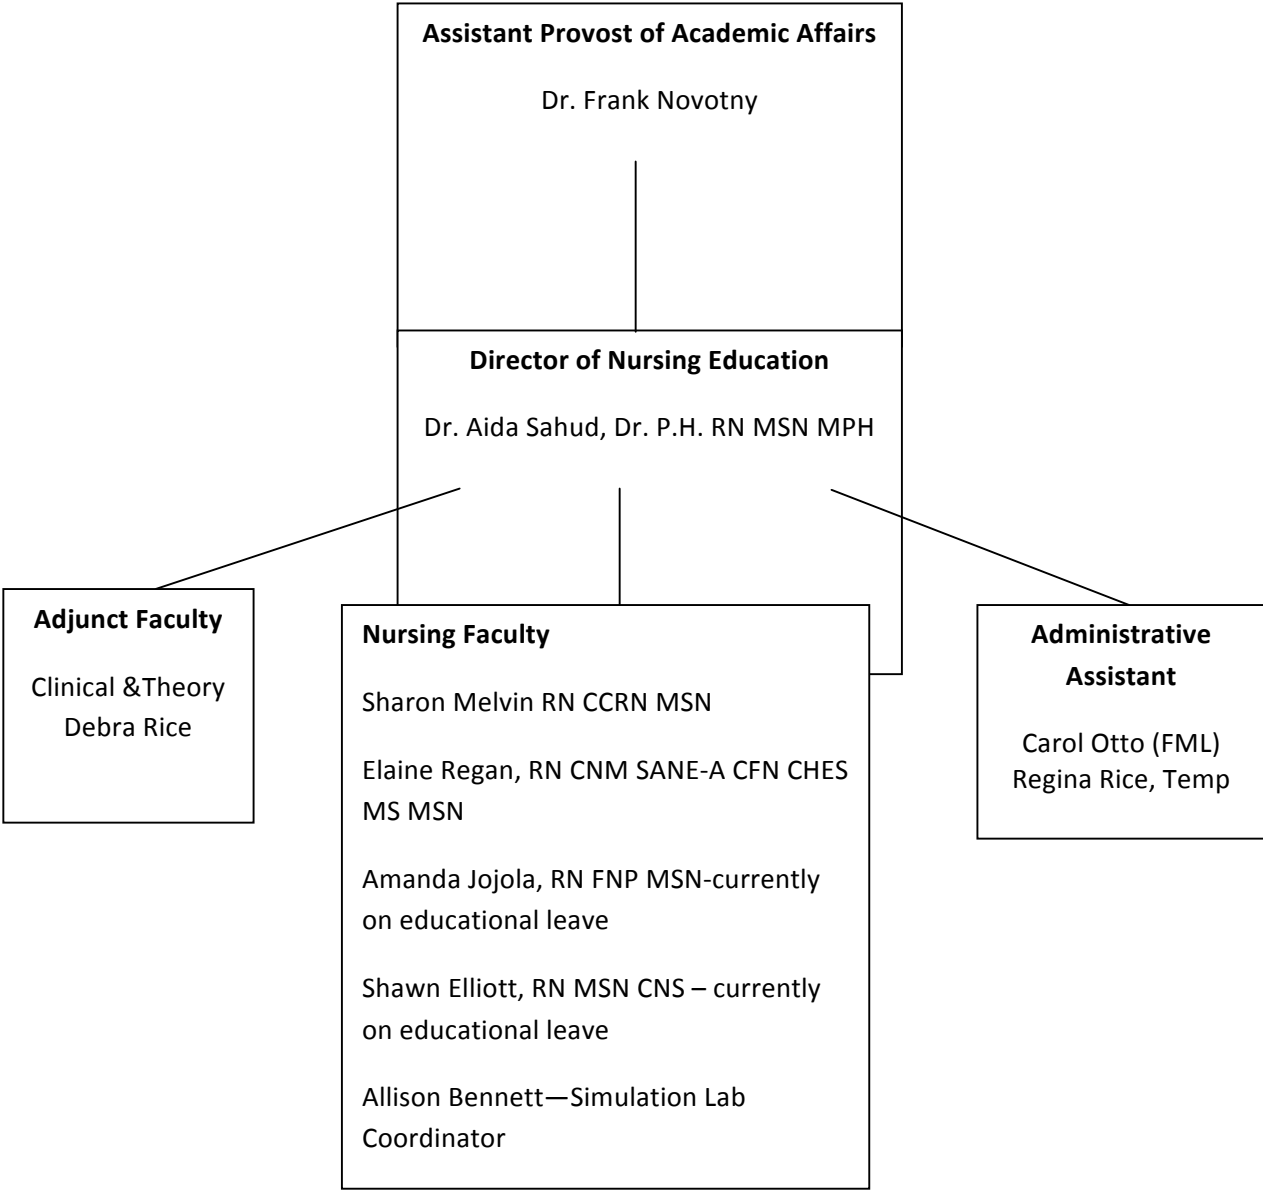 Assistant Provost of Academic Affairs
Dr. Frank Novotny
Director of Nursing Education
Dr. Aida Sahud, Dr. P.H. RN MSN MPH
Adjunct Faculty
Clinical &Theory
Debra Rice
Nursing Faculty
Sharon Melvin RN CCRN MSN
Elaine Regan, RN CNM SANE-A CFN CHES
MS MSN
Amanda Jojola, RN FNP MSN-currently
on educational leave
Shawn Elliott, RN MSN CNS – currently
on educational leave
Allison Bennett—Simulation Lab
Coordinator
Administrative
Assistant
Carol Otto (FML)
Regina Rice, Temp